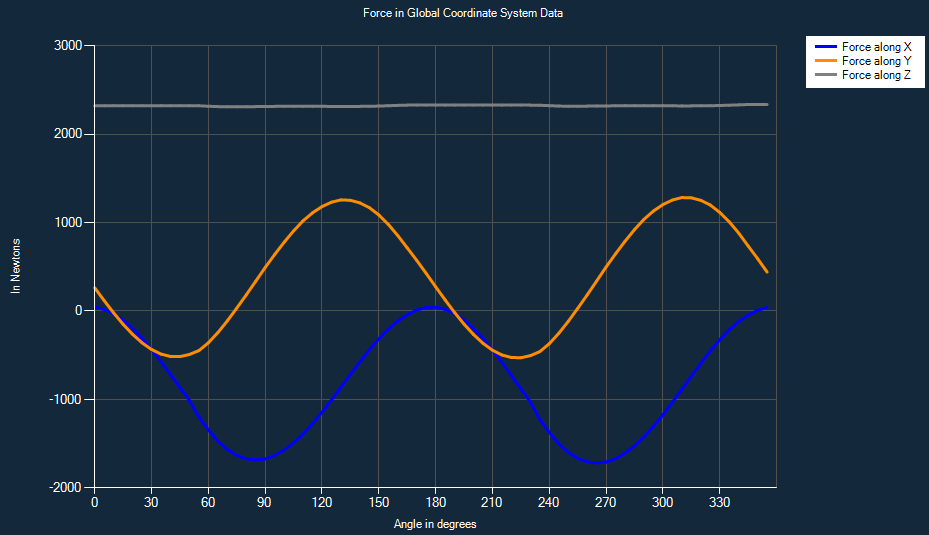 Force in Global Coordinate System Data
Force along X
Force along Y
Force along Z
3000
2000
1000
0
-1000
-2000
In Newtons
0 30 60 90 120 150 180 210 240 270 300 330
Angle in degrees